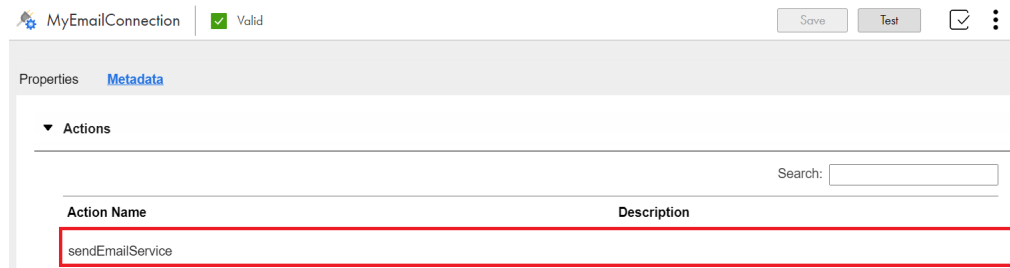 MyEmailConnection Valid Save Test
Properties Metadata
Actions
Search:
Action Name Description
sendEmailService